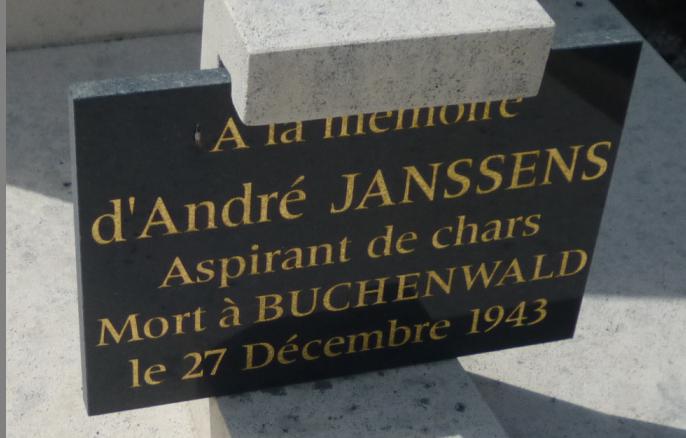 A la mémoire
d'André JANSSENS
Aspirant de chars
Mort à BUCHENWALD
le 27 Décembre 1943